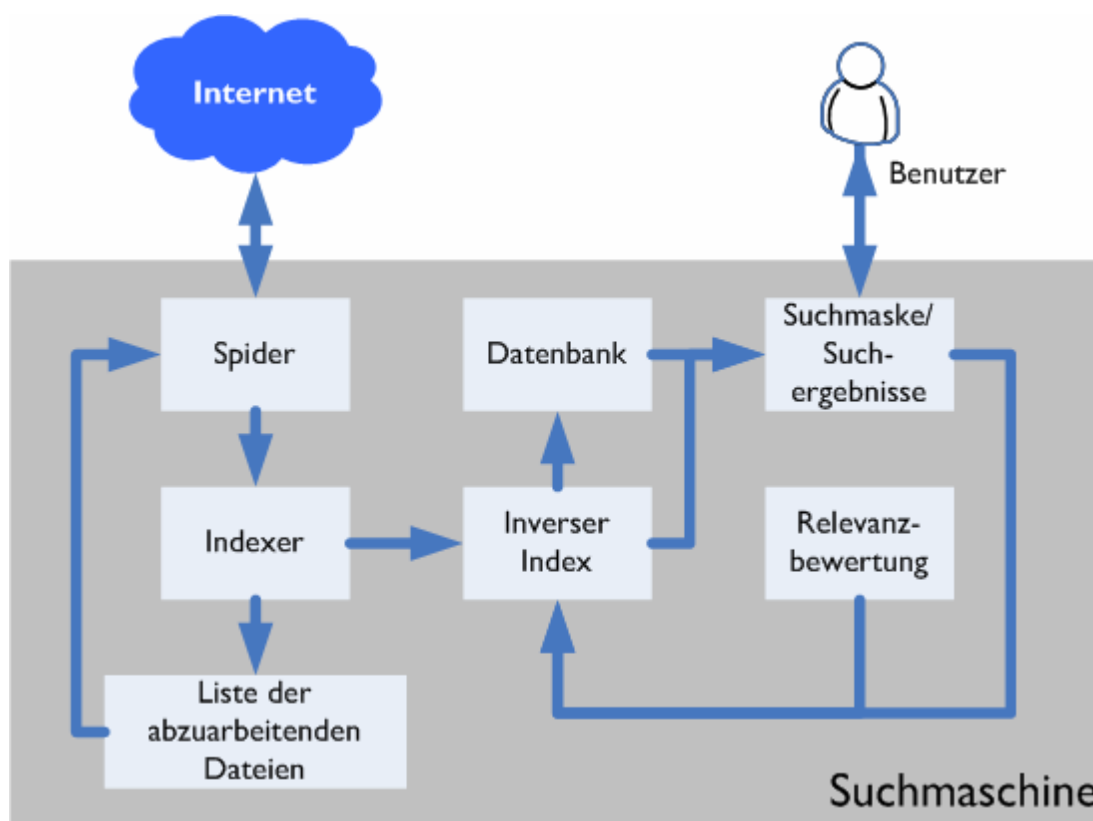 Internet
Benutzer
Spider
Datenbank
Suchmaske/
Such-
ergebnisse
Indexer
Inverser
Index
Relevanz-
bewertung
Liste der
abzuarbeitenden
Dateien
Suchmaschine